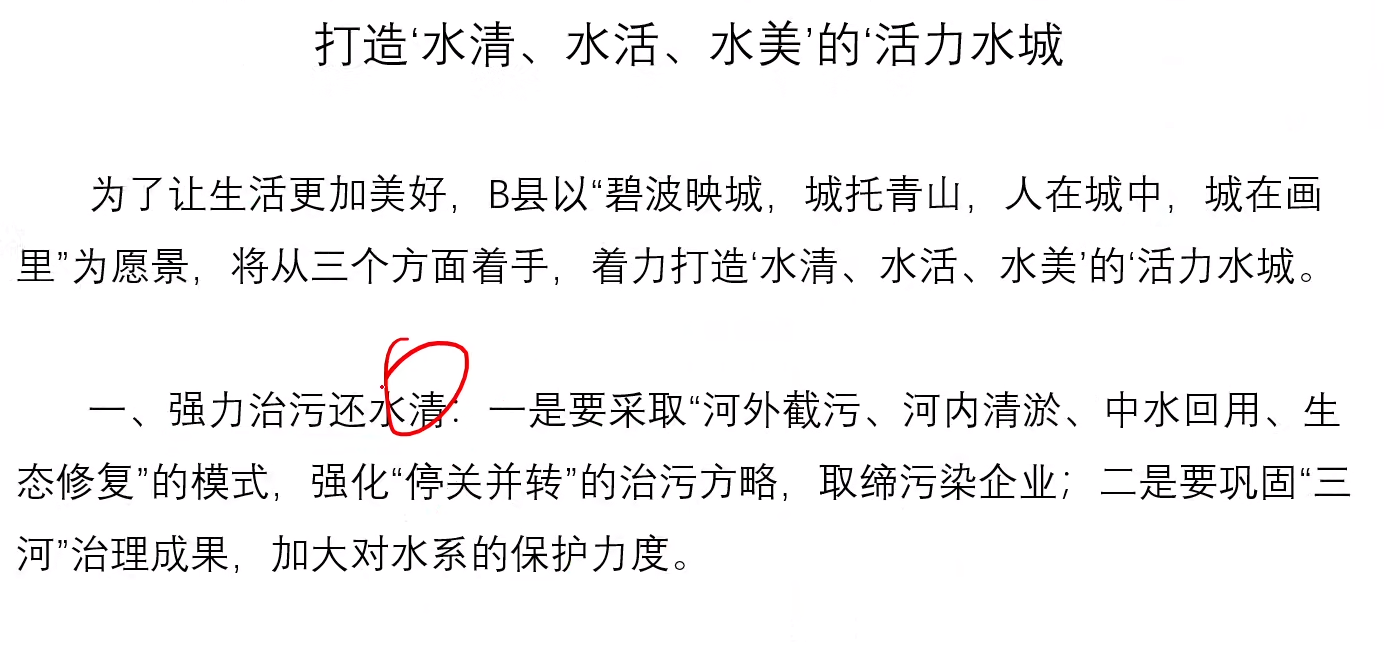 打造‘水清、水活、水美’的‘活力水城
为了让生活更加美好，B县以“碧波映城，城托青山，人在城中，城在画
里”为愿景，将从三个方面着手，着力打造‘水清、水活、水美’的‘活力水城。
一、强力治污还水清：一是要采取“河外截污、河内清淤、中水回用、生
态修复”的模式，强化“停关并转”的治污方略，取缔污染企业；二是要巩固“三
河”治理成果，加大对水系的保护力度。